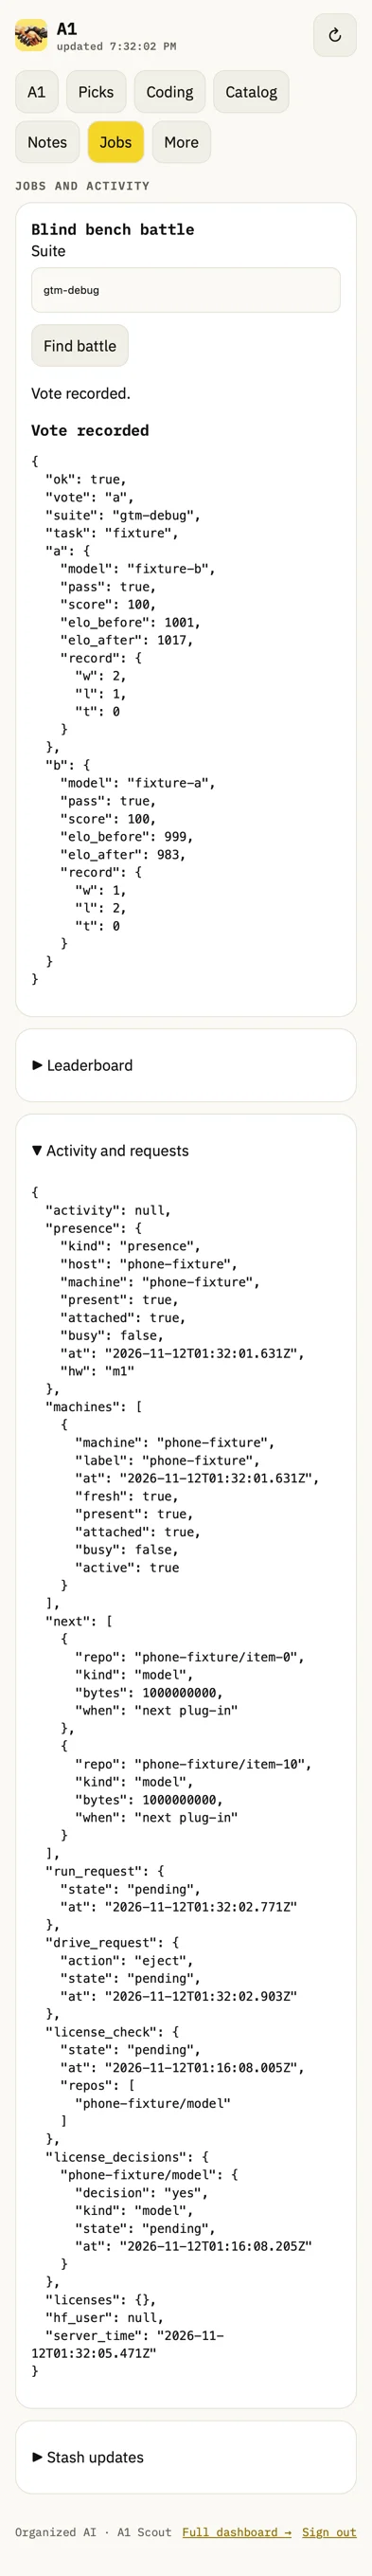 A1
updated 7:32:02 PM
↻
A1
Picks
Coding
Catalog
Notes
Jobs
More
JOBS AND ACTIVITY
Blind bench battle
Suite
gtm-debug
Find battle
Vote recorded.
Vote recorded
{
  "ok": true,
  "vote": "a",
  "suite": "gtm-debug",
  "task": "fixture",
  "a": {
    "model": "fixture-b",
    "pass": true,
    "score": 100,
    "elo_before": 1001,
    "elo_after": 1017,
    "record": {
      "w": 2,
      "l": 1,
      "t": 0
    }
  },
  "b": {
    "model": "fixture-a",
    "pass": true,
    "score": 100,
    "elo_before": 999,
    "elo_after": 983,
    "record": {
      "w": 1,
      "l": 2,
      "t": 0
    }
  }
}
▶ Leaderboard
▼ Activity and requests
{
  "activity": null,
  "presence": {
    "kind": "presence",
    "host": "phone-fixture",
    "machine": "phone-fixture",
    "present": true,
    "attached": true,
    "busy": false,
    "at": "2026-11-12T01:32:01.631Z",
    "hw": "m1"
  },
  "machines": [
    {
      "machine": "phone-fixture",
      "label": "phone-fixture",
      "at": "2026-11-12T01:32:01.631Z",
      "fresh": true,
      "present": true,
      "attached": true,
      "busy": false,
      "active": true
    }
  ],
  "next": [
    {
      "repo": "phone-fixture/item-0",
      "kind": "model",
      "bytes": 1000000000,
      "when": "next plug-in"
    },
    {
      "repo": "phone-fixture/item-10",
      "kind": "model",
      "bytes": 1000000000,
      "when": "next plug-in"
    }
  ],
  "run_request": {
    "state": "pending",
    "at": "2026-11-12T01:32:02.771Z"
  },
  "drive_request": {
    "action": "eject",
    "state": "pending",
    "at": "2026-11-12T01:32:02.903Z"
  },
  "license_check": {
    "state": "pending",
    "at": "2026-11-12T01:16:08.005Z",
    "repos": [
      "phone-fixture/model"
    ]
  },
  "license_decisions": {
    "phone-fixture/model": {
      "decision": "yes",
      "kind": "model",
      "state": "pending",
      "at": "2026-11-12T01:16:08.205Z"
    }
  },
  "licenses": {},
  "hf_user": null,
  "server_time": "2026-11-
12T01:32:05.471Z"
}
▶ Stash updates
Organized AI · A1 Scout Full dashboard → Sign out